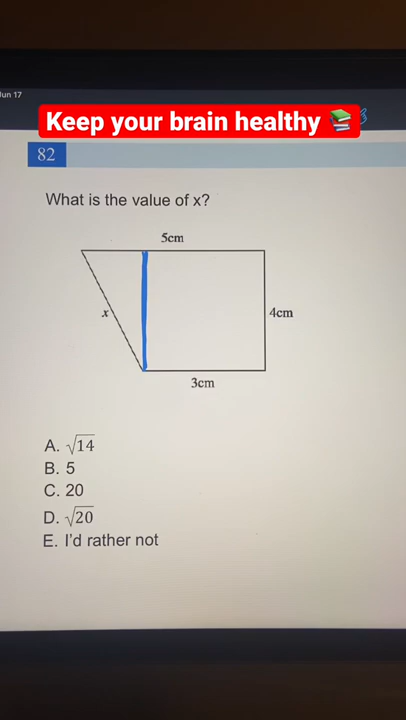 Jun 17
Keep your brain healthy 📚
82
What is the value of x?
5cm
x
4cm
3cm
A. √14
B. 5
C. 20
D. √20
E. I'd rather not